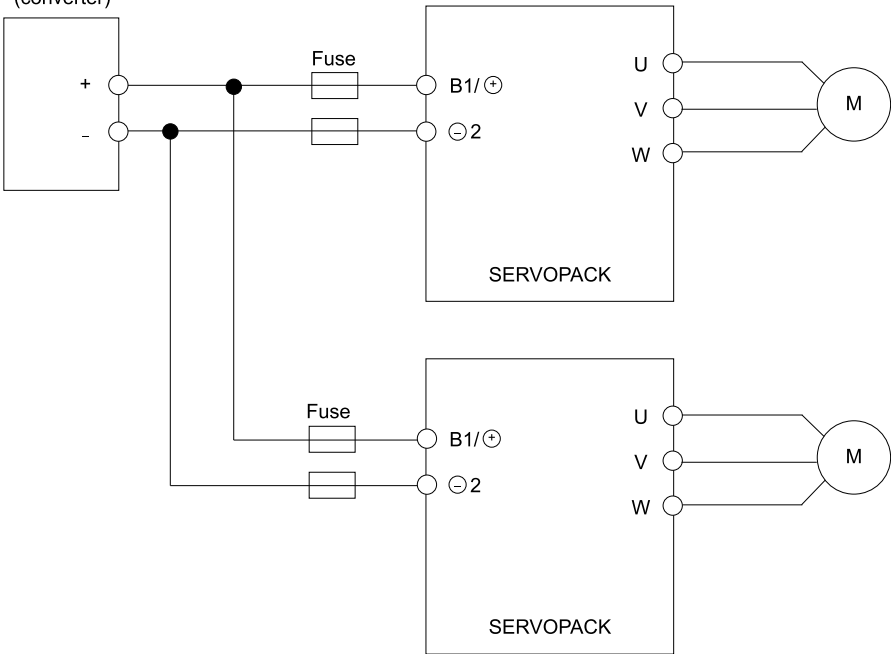 (converter)
+
−
Fuse
B1/⊕
⊖2
U
V
W
M
SERVOPACK
Fuse
B1/⊕
⊖2
U
V
W
M
SERVOPACK